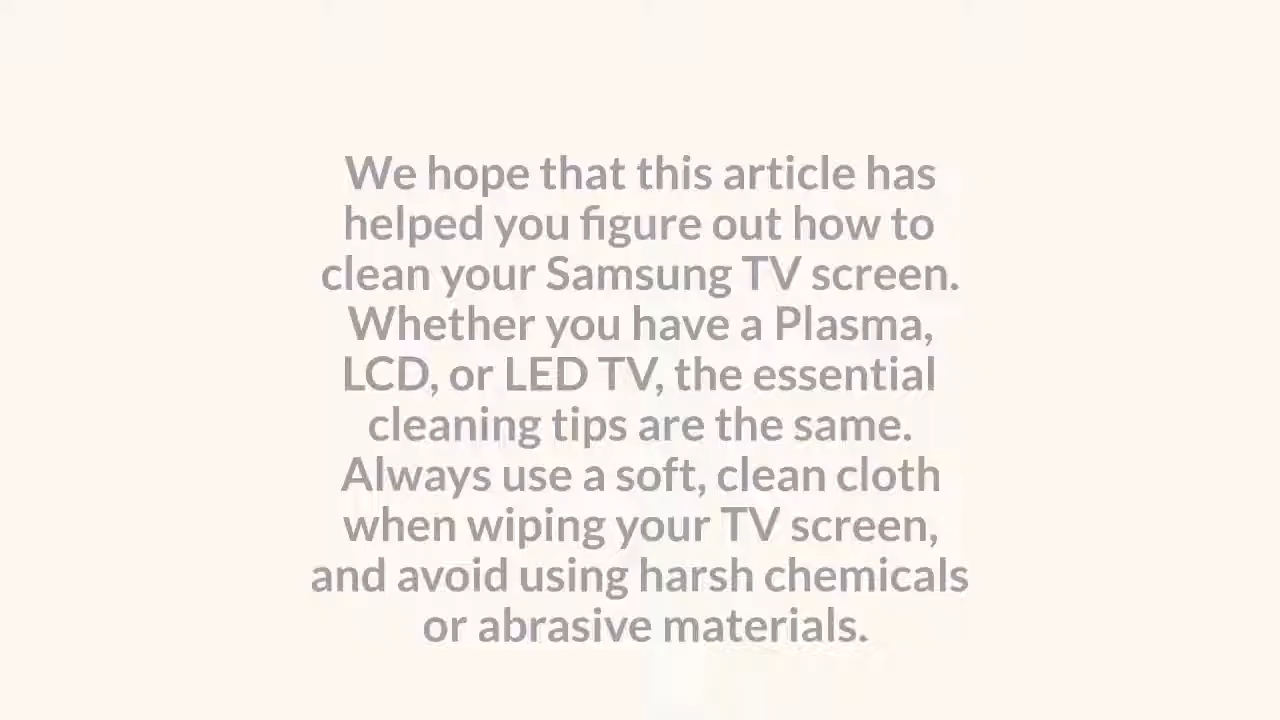 We hope that this article has
helped you figure out how to
clean your Samsung TV screen.
Whether you have a Plasma,
LCD, or LED TV, the essential
cleaning tips are the same.
Always use a soft, clean cloth
when wiping your TV screen,
and avoid using harsh chemicals
or abrasive materials.